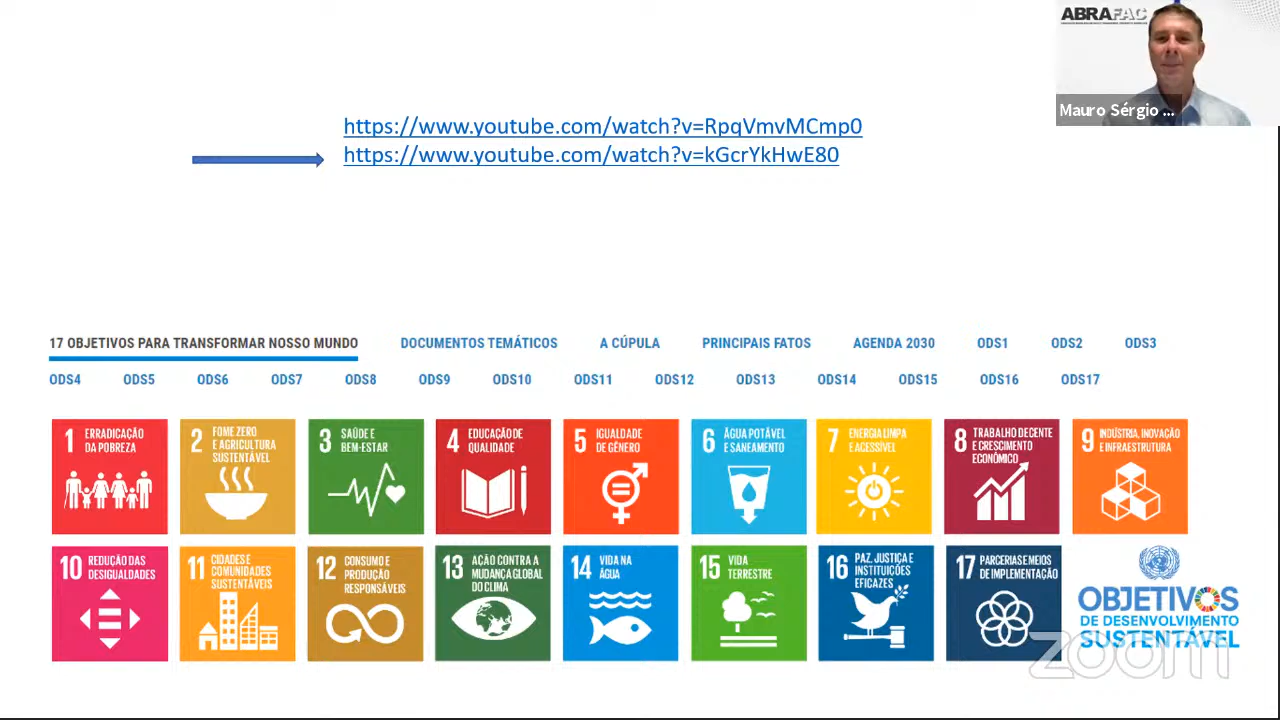 ABRAFAC
Mauro Sérgio ...
https://www.youtube.com/watch?v=RpqVmvMCmp0
https://www.youtube.com/watch?v=kGcrYkHwE80
17 OBJETIVOS PARA TRANSFORMAR NOSSO MUNDO DOCUMENTOS TEMÁTICOS A CÚPULA PRINCIPAIS FATOS AGENDA 2030 ODS1 ODS2 ODS3
ODS4 ODS5 ODS6 ODS7 ODS8 ODS9 ODS10 ODS11 ODS12 ODS13 ODS14 ODS15 ODS16 ODS17
1 ERRADICAÇÃO
DA POBREZA
2 FOME ZERO
E AGRICULTURA
SUSTENTÁVEL
3 SAÚDE E
BEM-ESTAR
4 EDUCAÇÃO DE
QUALIDADE
5 IGUALDADE
DE GÊNERO
6 ÁGUA POTÁVEL
E SANEAMENTO
7 ENERGIA LIMPA
E ACESSÍVEL
8 TRABALHO DECENTE
E CRESCIMENTO
ECONÔMICO
9 INDÚSTRIA, INOVAÇÃO
E INFRAESTRUTURA
10 REDUÇÃO DAS
DESIGUALDADES
11 CIDADES E
COMUNIDADES
SUSTENTÁVEIS
12 CONSUMO E
PRODUÇÃO
RESPONSÁVEIS
13 AÇÃO CONTRA A
MUDANÇA GLOBAL
DO CLIMA
14 VIDA NA
ÁGUA
15 VIDA
TERRESTRE
16 PAZ, JUSTIÇA E
INSTITUIÇÕES
EFICAZES
17 PARCERIAS E MEIOS
DE IMPLEMENTAÇÃO
OBJETIVOS
DE DESENVOLVIMENTO
SUSTENTÁVEL
zoom